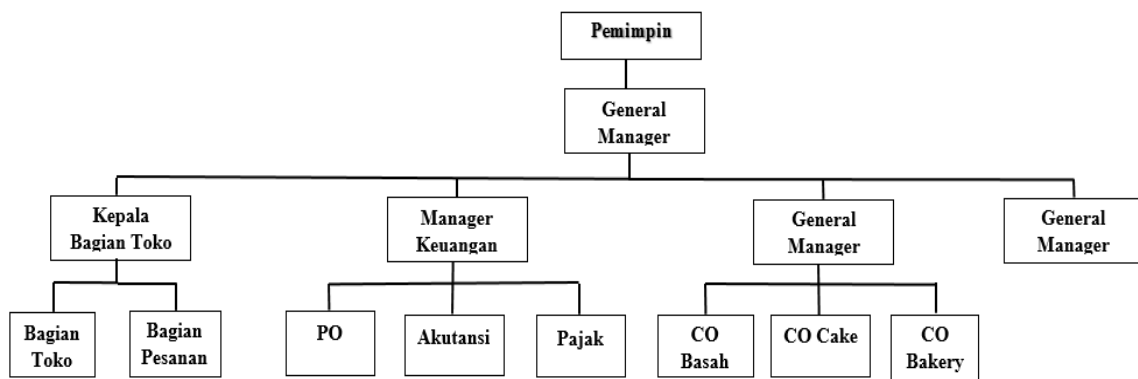 Pemimpin
General
Manager
Kepala
Bagian Toko
Manager
Keuangan
General
Manager
General
Manager
Bagian
Toko
Bagian
Pesanan
PO
Akutansi
Pajak
CO
Basah
CO Cake
CO
Bakery